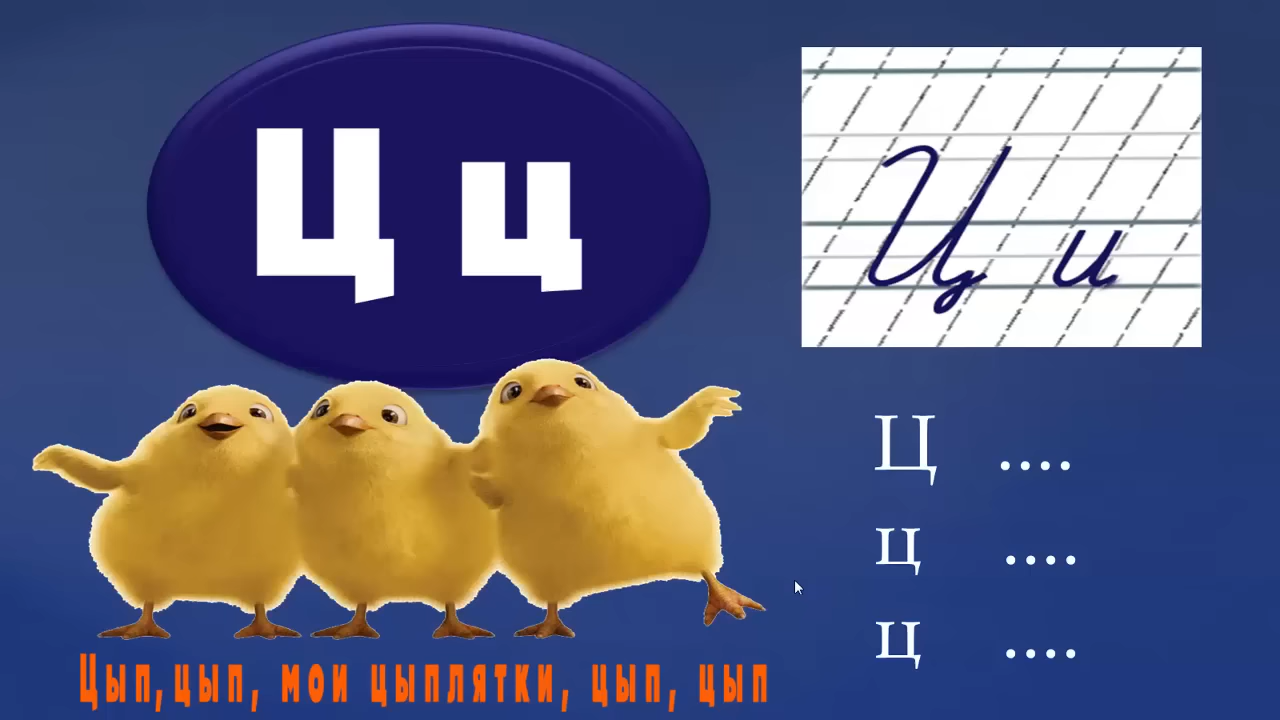 Ц ц
Ц ц
Ц ....
ц ....
ц ....
Цып,цып, мои цыплятки, цып, цып